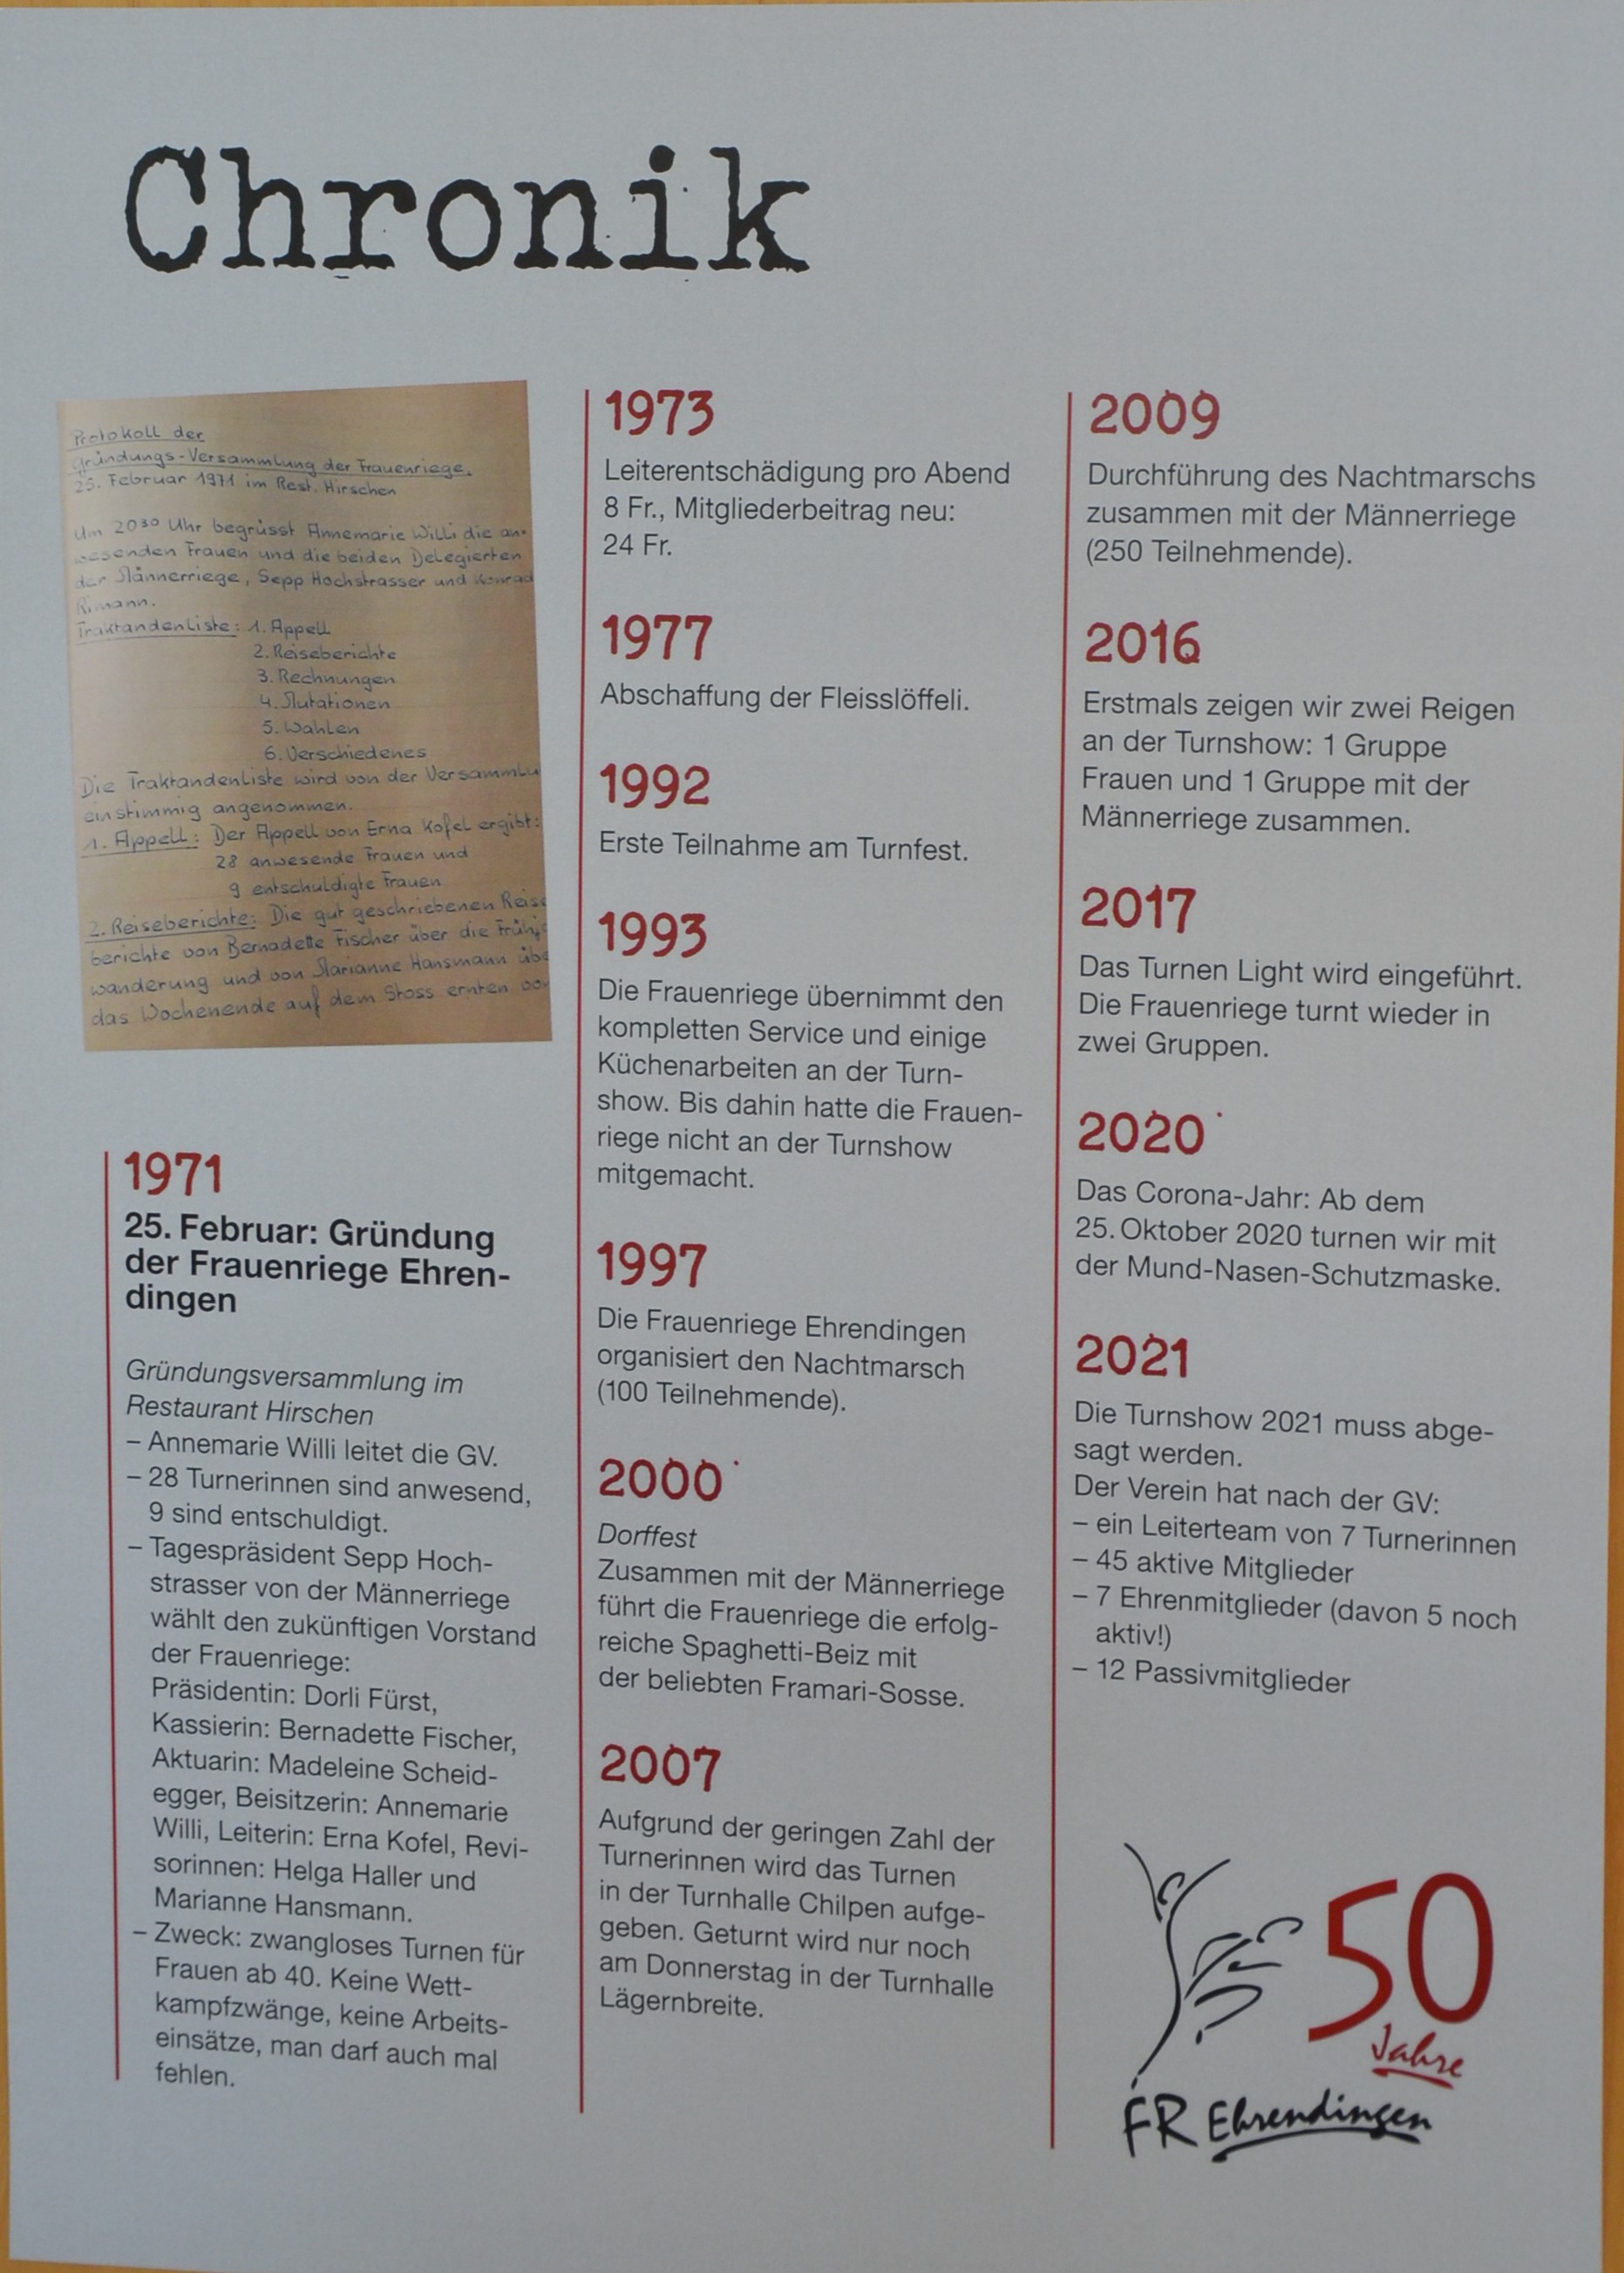 Chronik
Protokoll der
Gründungs-Versammlung der Frauenriege.
25. Februar 1971 im Rest. Hirschen
Um 20³⁰ Uhr begrüsst Annemarie Willi die an-
wesenden Frauen und die beiden Delegierten
der Männerriege, Sepp Hochstrasser und Konrad
Rimann.
Traktandenliste: 1. Appell
2. Reiseberichte
3. Rechnungen
4. Mutationen
5. Wahlen
6. Verschiedenes
Die Traktandenliste wird von der Versammlu
einstimmig angenommen.
1. Appell: Der Appell von Erna Kofel ergibt:
28 anwesende Frauen und
9 entschuldigte Frauen
2. Reiseberichte: Die gut geschriebenen Reise
berichte von Bernadette Fischer über die Frühj
wanderung und von Marianne Hansmann übe
das Wochenende auf dem Stoss ernten
1971
25. Februar: Gründung
der Frauenriege Ehren-
dingen
Gründungsversammlung im
Restaurant Hirschen
– Annemarie Willi leitet die GV.
– 28 Turnerinnen sind anwesend,
9 sind entschuldigt.
– Tagespräsident Sepp Hoch-
strasser von der Männerriege
wählt den zukünftigen Vorstand
der Frauenriege:
Präsidentin: Dorli Fürst,
Kassierin: Bernadette Fischer,
Aktuarin: Madeleine Scheid-
egger, Beisitzerin: Annemarie
Willi, Leiterin: Erna Kofel, Revi-
sorinnen: Helga Haller und
Marianne Hansmann.
– Zweck: zwangloses Turnen für
Frauen ab 40. Keine Wett-
kampfzwänge, keine Arbeits-
einsätze, man darf auch mal
fehlen.
1973
Leiterentschädigung pro Abend
8 Fr., Mitgliederbeitrag neu:
24 Fr.
1977
Abschaffung der Fleisslöffeli.
1992
Erste Teilnahme am Turnfest.
1993
Die Frauenriege übernimmt den
kompletten Service und einige
Küchenarbeiten an der Turn-
show. Bis dahin hatte die Frauen-
riege nicht an der Turnshow
mitgemacht.
1997
Die Frauenriege Ehrendingen
organisiert den Nachtmarsch
(100 Teilnehmende).
2000
Dorffest
Zusammen mit der Männerriege
führt die Frauenriege die erfolg-
reiche Spaghetti-Beiz mit
der beliebten Framari-Sosse.
2007
Aufgrund der geringen Zahl der
Turnerinnen wird das Turnen
in der Turnhalle Chilpen aufge-
geben. Geturnt wird nur noch
am Donnerstag in der Turnhalle
Lägernbreite.
2009
Durchführung des Nachtmarschs
zusammen mit der Männerriege
(250 Teilnehmende).
2016
Erstmals zeigen wir zwei Reigen
an der Turnshow: 1 Gruppe
Frauen und 1 Gruppe mit der
Männerriege zusammen.
2017
Das Turnen Light wird eingeführt.
Die Frauenriege turnt wieder in
zwei Gruppen.
2020
Das Corona-Jahr: Ab dem
25. Oktober 2020 turnen wir mit
der Mund-Nasen-Schutzmaske.
2021
Die Turnshow 2021 muss abge-
sagt werden.
Der Verein hat nach der GV:
– ein Leiterteam von 7 Turnerinnen
– 45 aktive Mitglieder
– 7 Ehrenmitglieder (davon 5 noch
aktiv!)
– 12 Passivmitglieder
50
Jahre
FR Ehrendingen